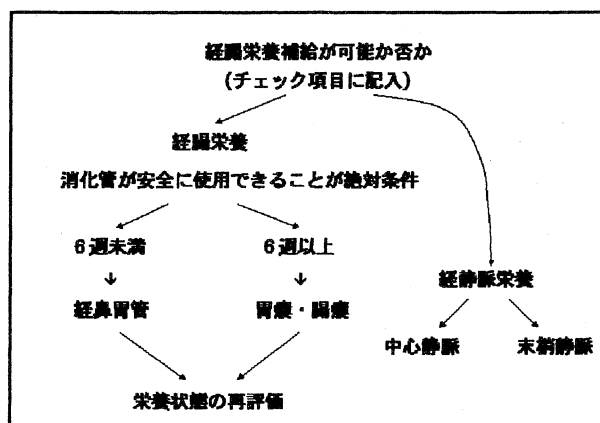 経腸栄養補給が可能か否か
(チェック項目に記入)
経腸栄養
消化管が安全に使用できることが絶対条件
6週未満
6週以上
経鼻胃管
胃瘻・腸瘻
経静脈栄養
中心静脈
末梢静脈
栄養状態の再評価